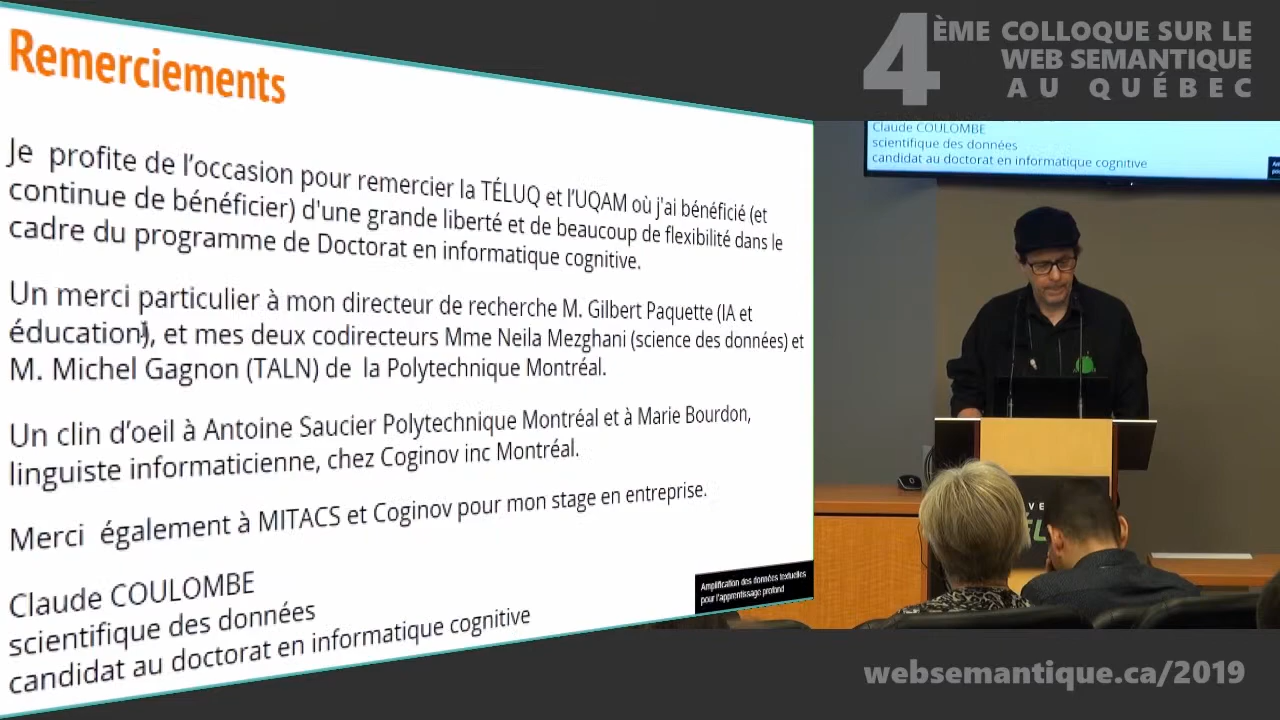 Remerciements
Je profite de l'occasion pour remercier la TÉLUQ et l'UQAM où j'ai bénéficié (et
continue de bénéficier) d'une grande liberté et de beaucoup de flexibilité dans le
cadre du programme de Doctorat en informatique cognitive.
Un merci particulier à mon directeur de recherche M. Gilbert Paquette (IA et
éducation), et mes deux codirecteurs Mme Neila Mezghani (science des données) et
M. Michel Gagnon (TALN) de la Polytechnique Montréal.
Un clin d'oeil à Antoine Saucier Polytechnique Montréal et à Marie Bourdon,
linguiste informaticienne, chez Coginov inc Montréal.
Merci également à MITACS et Coginov pour mon stage en entreprise.
Claude COULOMBE
scientifique des données
candidat au doctorat en informatique cognitive
Amplification des données textuelles
pour l'apprentissage profond
4ÈME COLLOQUE SUR LE
WEB SEMANTIQUE
AU QUÉBEC
Claude COULOMBE
scientifique des données
candidat au doctorat en informatique cognitive
websemantique.ca/2019